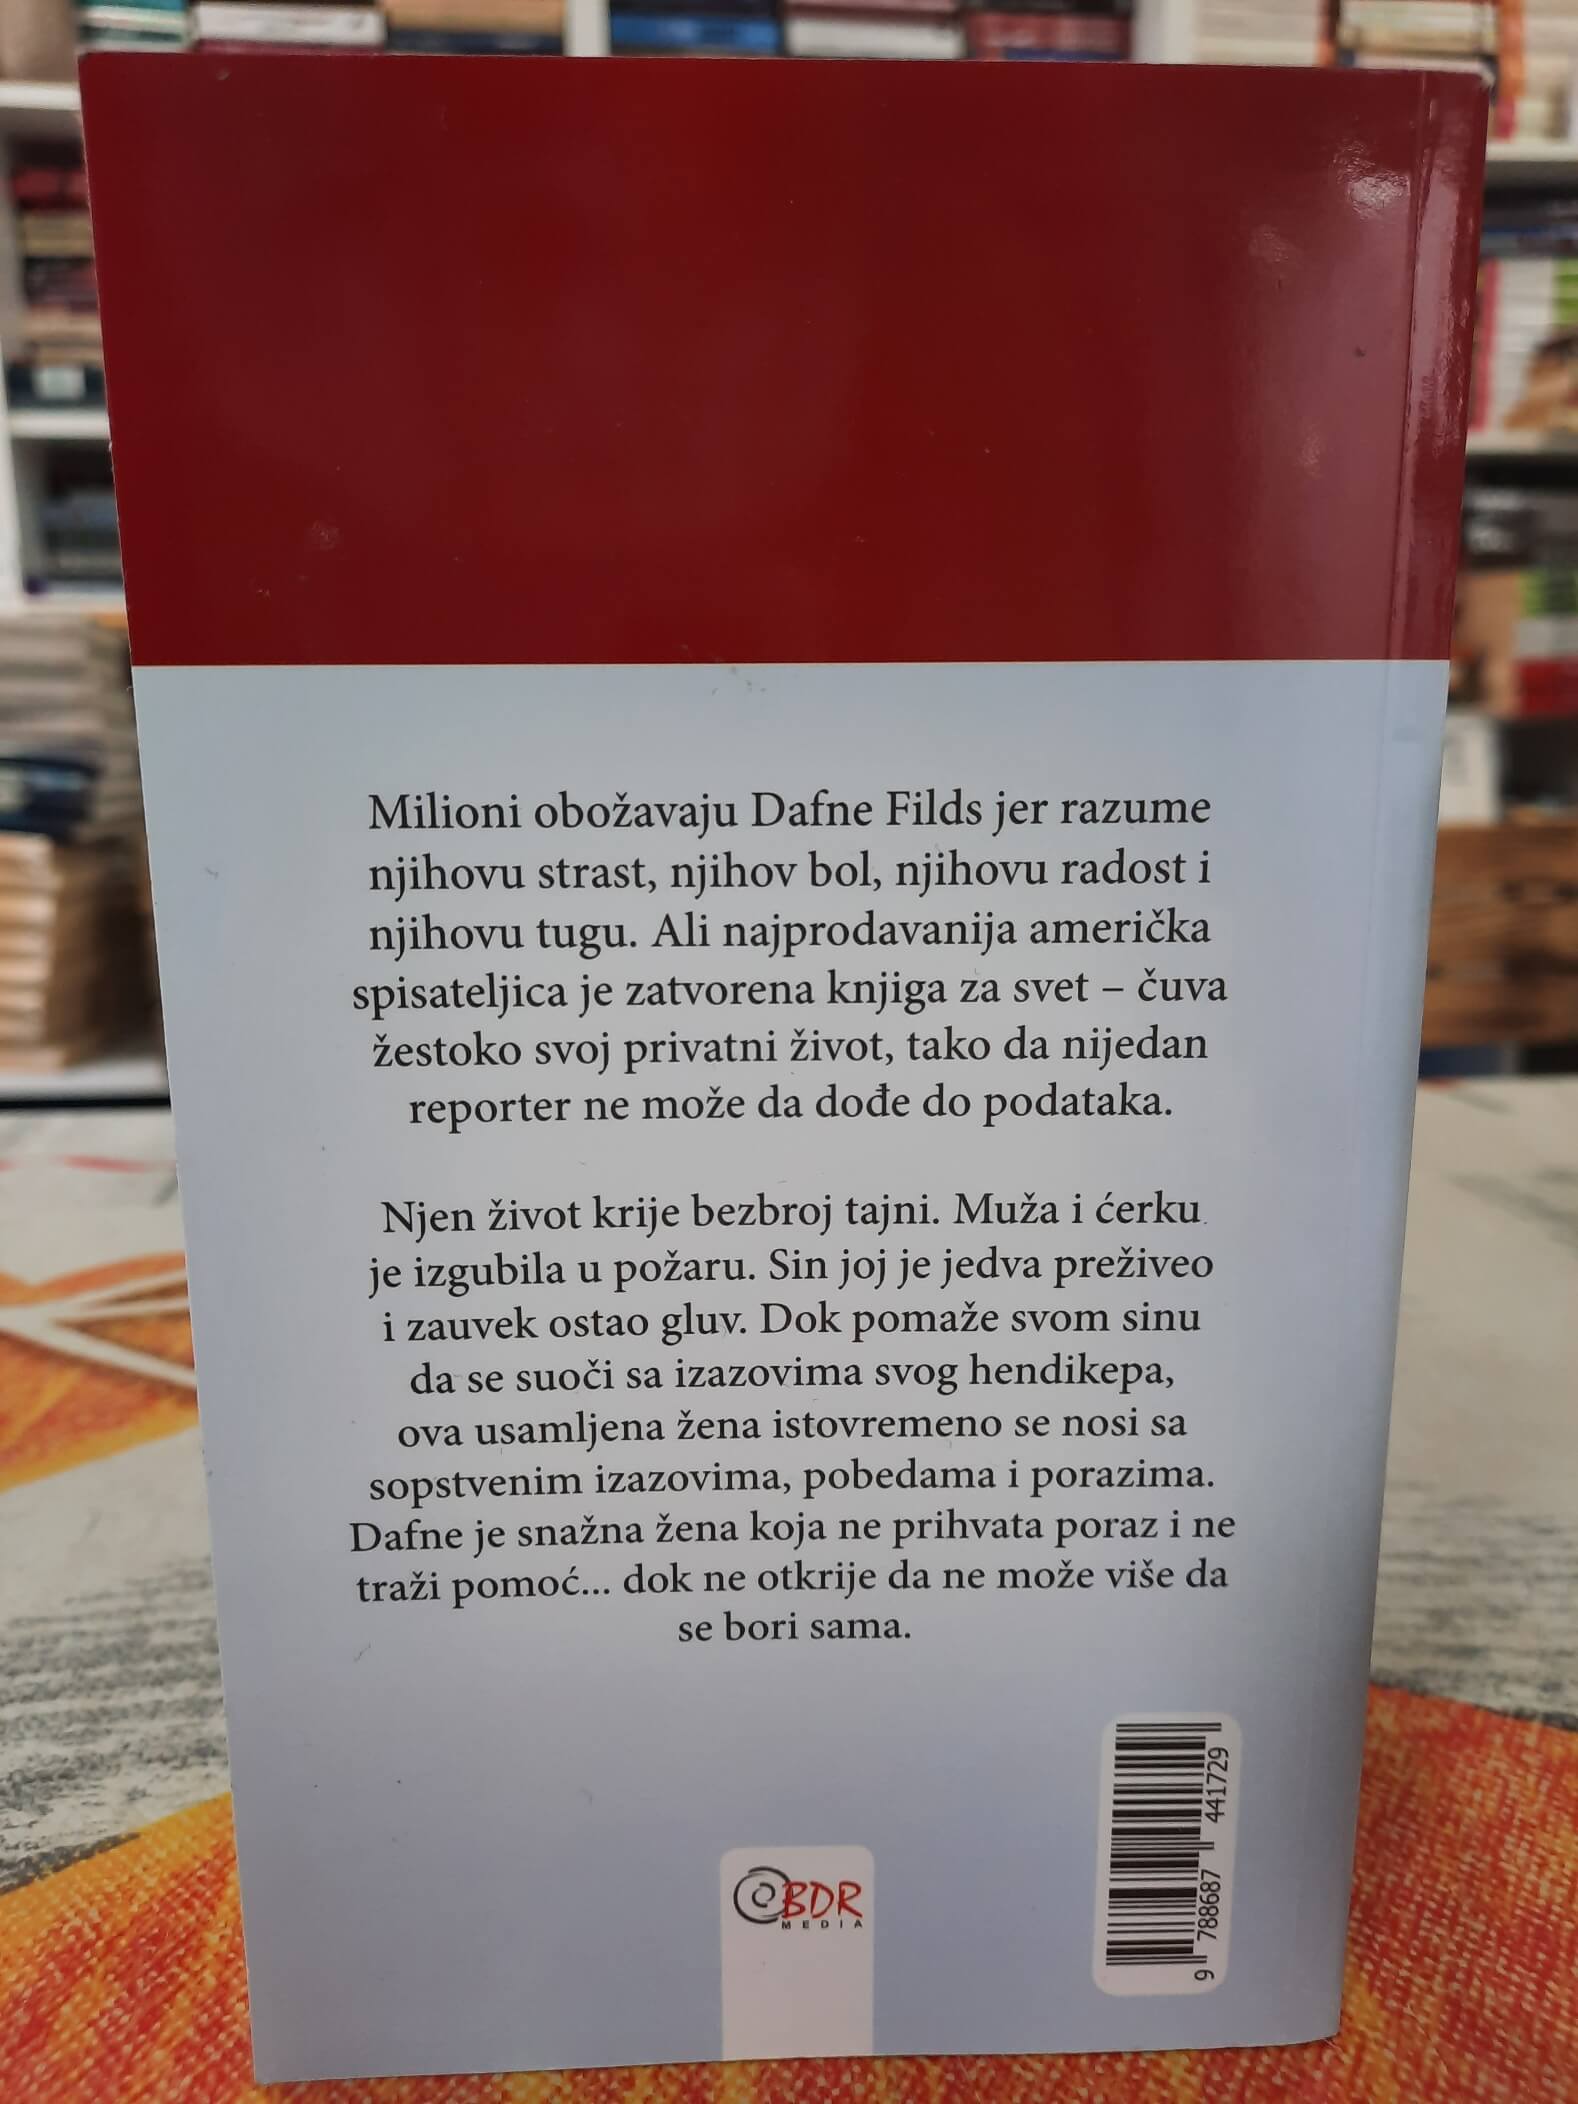 Milioni obožavaju Dafne Filds jer razume
njihovu strast, njihov bol, njihovu radost i
njihovu tugu. Ali najprodavanija američka
spisateljica je zatvorena knjiga za svet – čuva
žestoko svoj privatni život, tako da nijedan
reporter ne može da dođe do podataka.
Njen život krije bezbroj tajni. Muža i ćerku
je izgubila u požaru. Sin joj je jedva preživeo
i zauvek ostao gluv. Dok pomaže svom sinu
da se suoči sa izazovima svog hendikepa,
ova usamljena žena istovremeno se nosi sa
sopstvenim izazovima, pobedama i porazima.
Dafne je snažna žena koja ne prihvata poraz i ne
traži pomoć... dok ne otkrije da ne može više da
se bori sama.
BDR
MEDIA
9 788687 441729